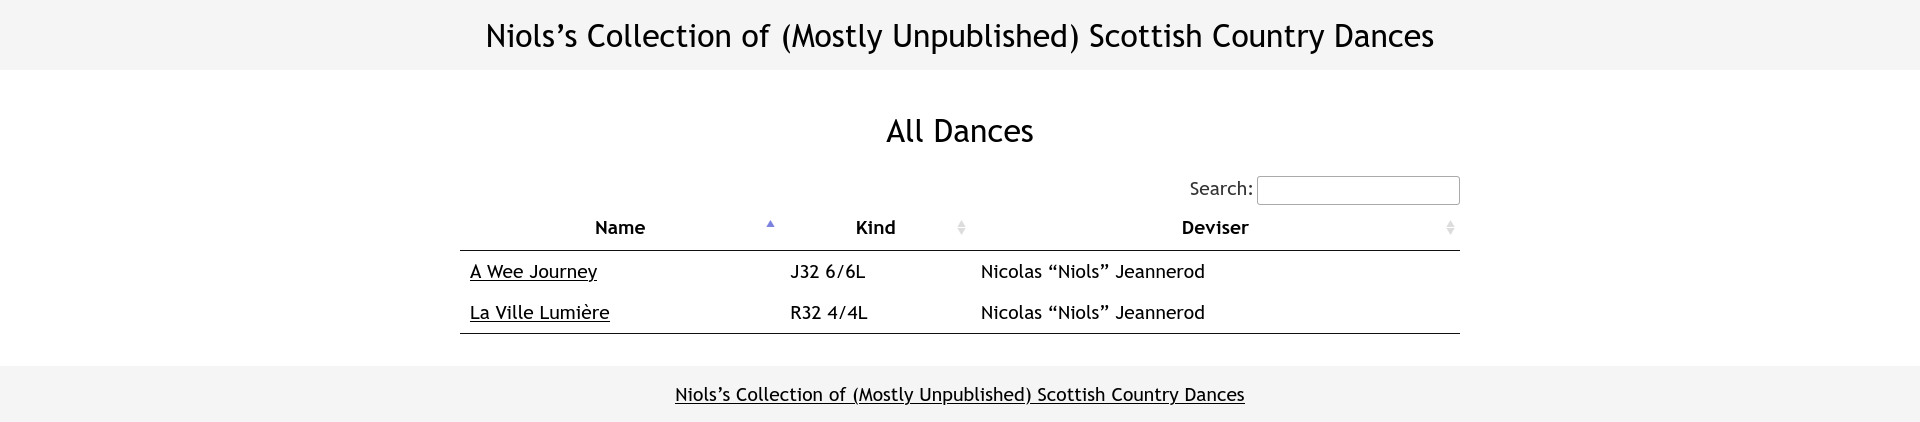 Niols’s Collection of (Mostly Unpublished) Scottish Country Dances
All Dances
Search:
Name Kind Deviser
A Wee Journey J32 6/6L Nicolas “Niols” Jeannerod
La Ville Lumière R32 4/4L Nicolas “Niols” Jeannerod
Niols’s Collection of (Mostly Unpublished) Scottish Country Dances